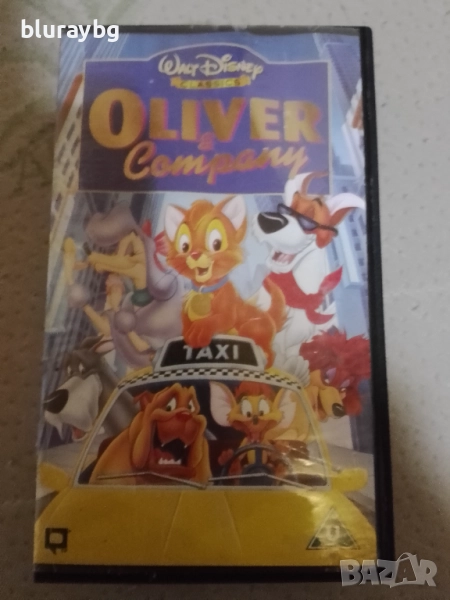 bluraybg
WALT DISNEY
CLASSICS
OLIVER
&
Company
TAXI
U
BAZAR